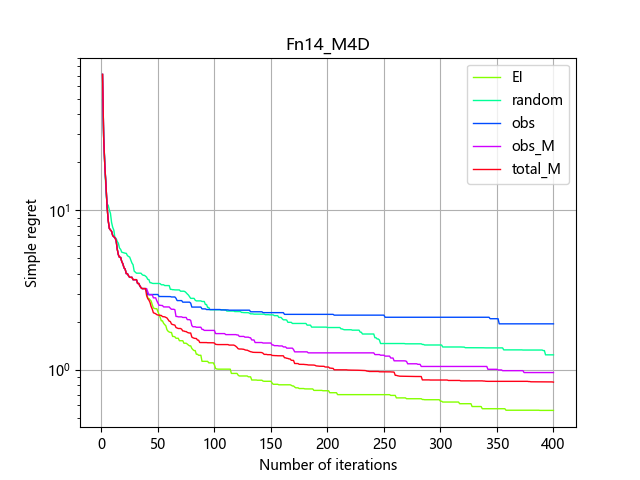 Fn14_M4D
EI
random
obs
obs_M
total_M
Simple regret
10¹
10⁰
0 50 100 150 200 250 300 350 400
Number of iterations